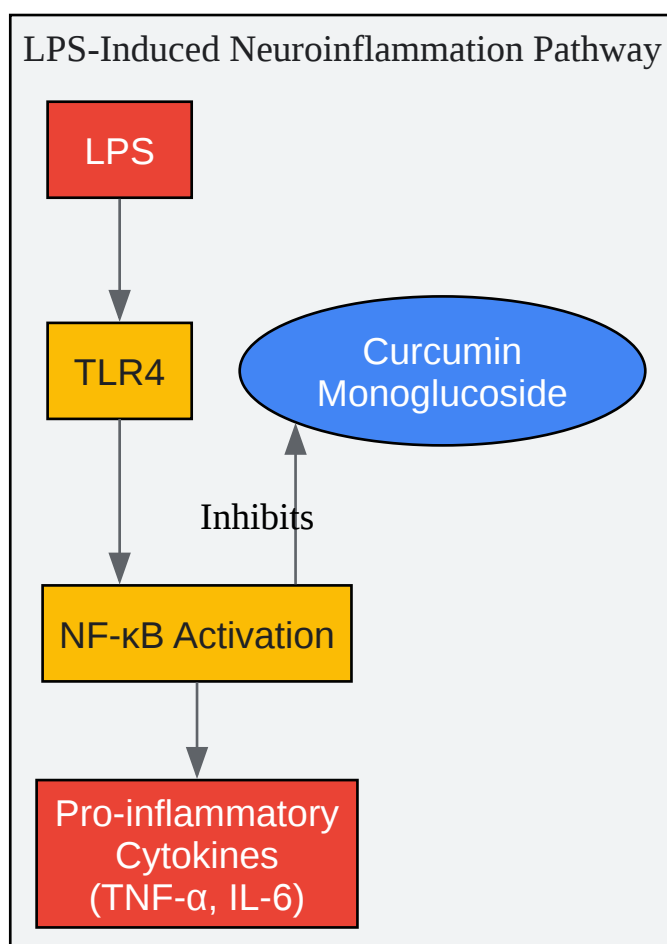 LPS-Induced Neuroinflammation Pathway
LPS
TLR4
Curcumin
Monoglucoside
Inhibits
NF-κB Activation
Pro-inflammatory
Cytokines
(TNF-α, IL-6)